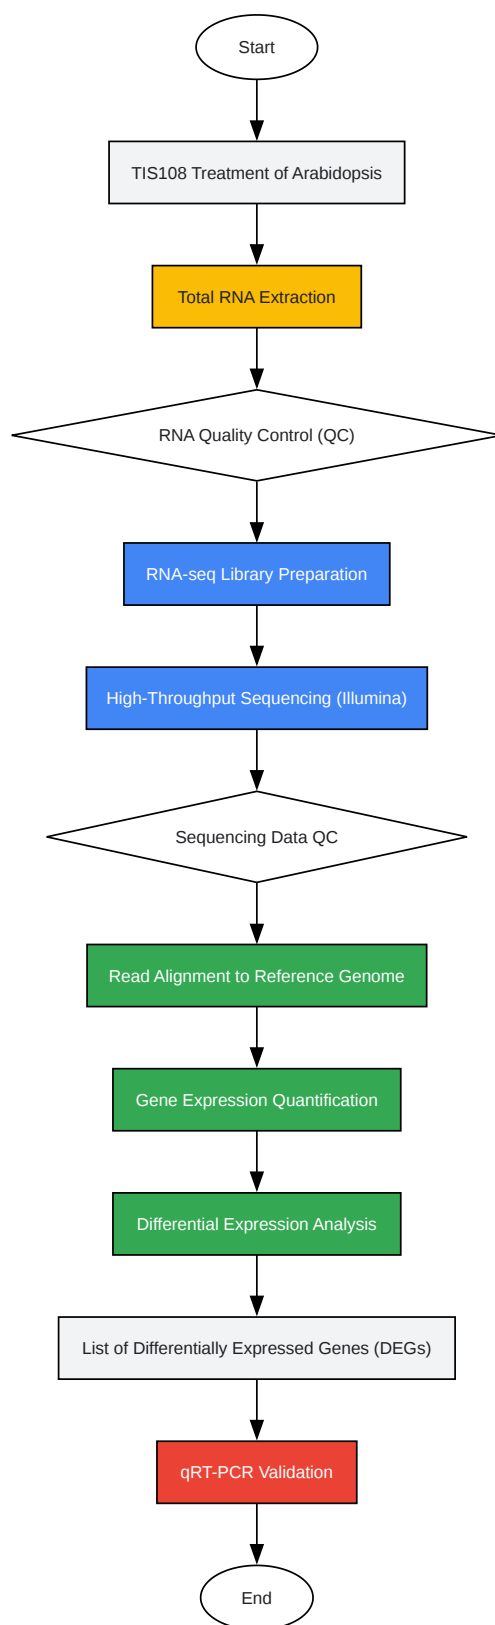 Start
TIS108 Treatment of Arabidopsis
Total RNA Extraction
RNA Quality Control (QC)
RNA-seq Library Preparation
High-Throughput Sequencing (Illumina)
Sequencing Data QC
Read Alignment to Reference Genome
Gene Expression Quantification
Differential Expression Analysis
List of Differentially Expressed Genes (DEGs)
qRT-PCR Validation
End